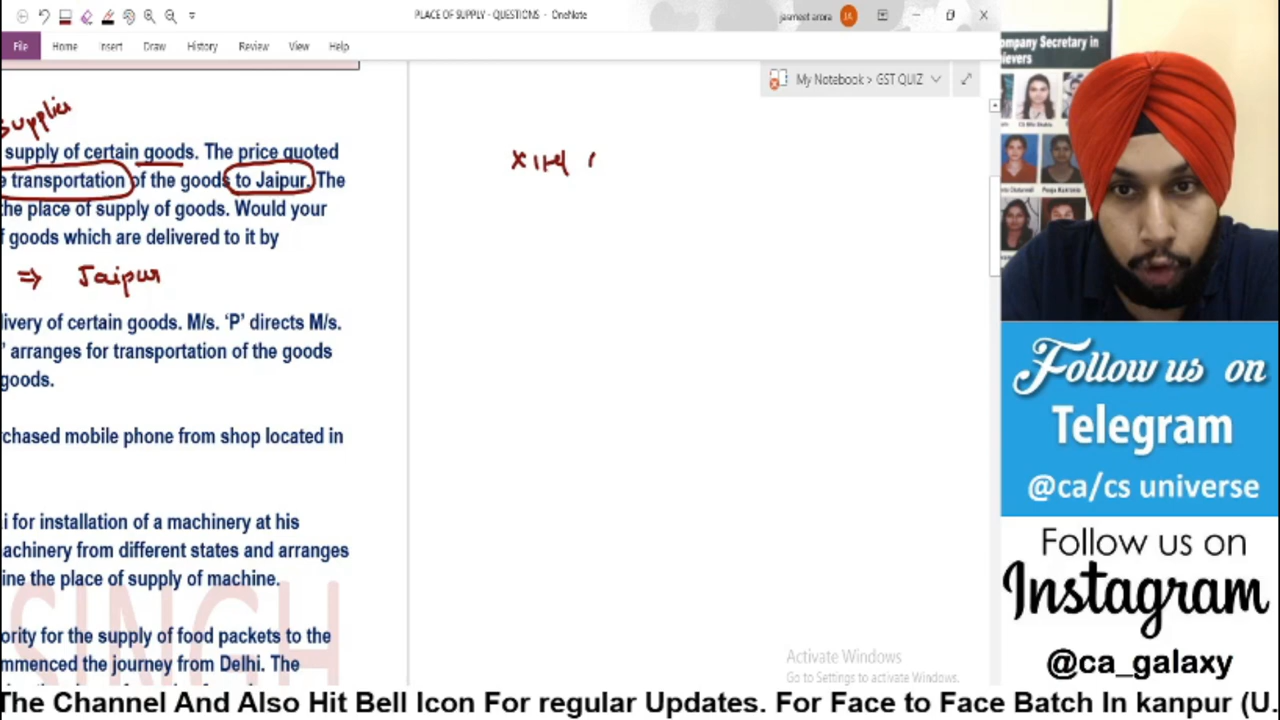 PLACE OF SUPPLY - QUESTIONS - OneNote
jasmeet arora JA
File Home Insert Draw History Review View Help
My Notebook > GST QUIZ
ompany Secretary in
ievers
supplier
supply of certain goods. The price quoted
e transportation of the goods to Jaipur. The
the place of supply of goods. Would your
f goods which are delivered to it by
⇒ Jaipur
livery of certain goods. M/s. ‘P’ directs M/s.
’ arranges for transportation of the goods
goods.
rchased mobile phone from shop located in
i for installation of a machinery at his
achinery from different states and arranges
ine the place of supply of machine.
SINGH
ority for the supply of food packets to the
mmenced the journey from Delhi. The
Activate Windows
Go to Settings to activate Windows.
Follow us on
Telegram
@ca/cs universe
Follow us on
Instagram
@ca_galaxy
The Channel And Also Hit Bell Icon For regular Updates. For Face to Face Batch In kanpur (U.